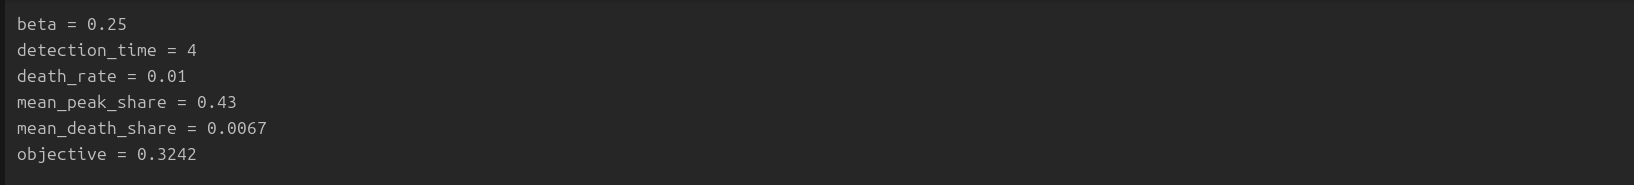 beta = 0.25
detection_time = 4
death_rate = 0.01
mean_peak_share = 0.43
mean_death_share = 0.0067
objective = 0.3242